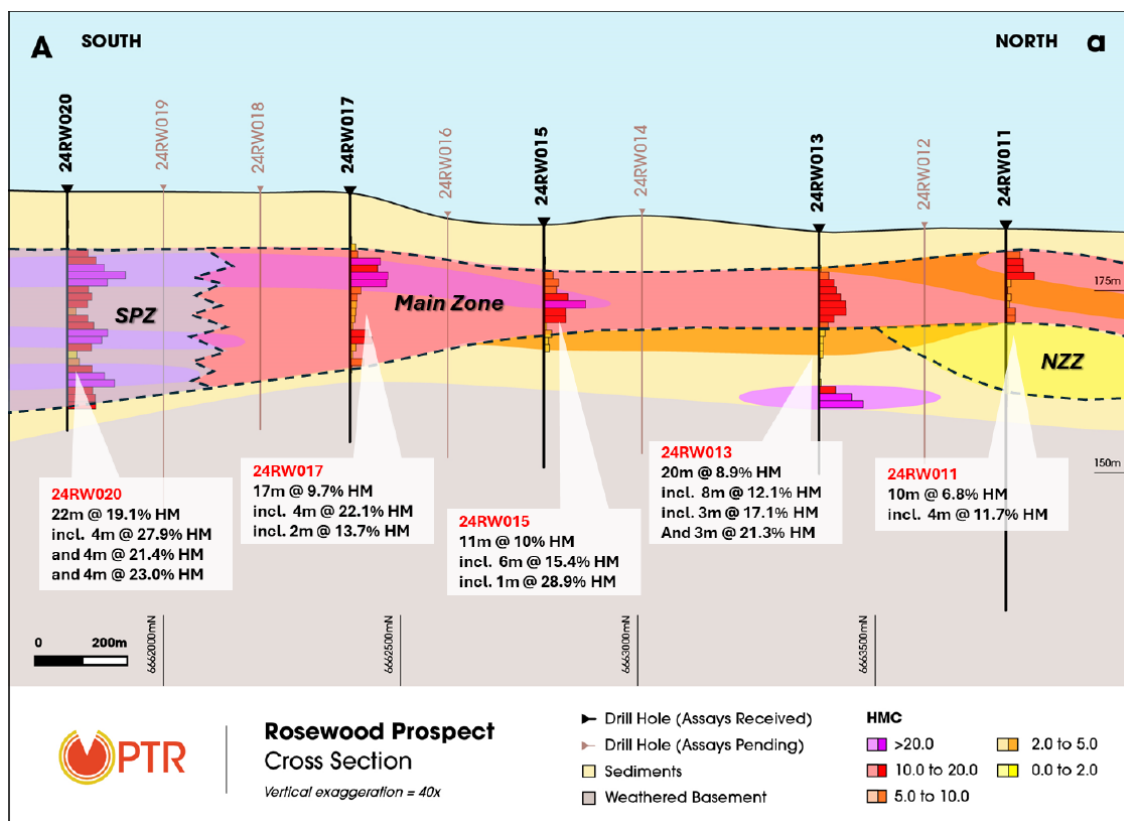 A SOUTH NORTH a
24RW020
24RW019
24RW018
24RW017
24RW016
24RW015
24RW014
24RW013
24RW012
24RW011
175m
SPZ
Main Zone
NZZ
150m
24RW020
22m @ 19.1% HM
incl. 4m @ 27.9% HM
and 4m @ 21.4% HM
and 4m @ 23.0% HM
24RW017
17m @ 9.7% HM
incl. 4m @ 22.1% HM
incl. 2m @ 13.7% HM
24RW015
11m @ 10% HM
incl. 6m @ 15.4% HM
incl. 1m @ 28.9% HM
24RW013
20m @ 8.9% HM
incl. 8m @ 12.1% HM
incl. 3m @ 17.1% HM
And 3m @ 21.3% HM
24RW011
10m @ 6.8% HM
incl. 4m @ 11.7% HM
0 200m
6662000mN
6662500mN
6663000mN
6663500mN
PTR
Rosewood Prospect
Cross Section
Vertical exaggeration = 40x
Drill Hole (Assays Received)
Drill Hole (Assays Pending)
Sediments
Weathered Basement
HMC
>20.0
10.0 to 20.0
5.0 to 10.0
2.0 to 5.0
0.0 to 2.0